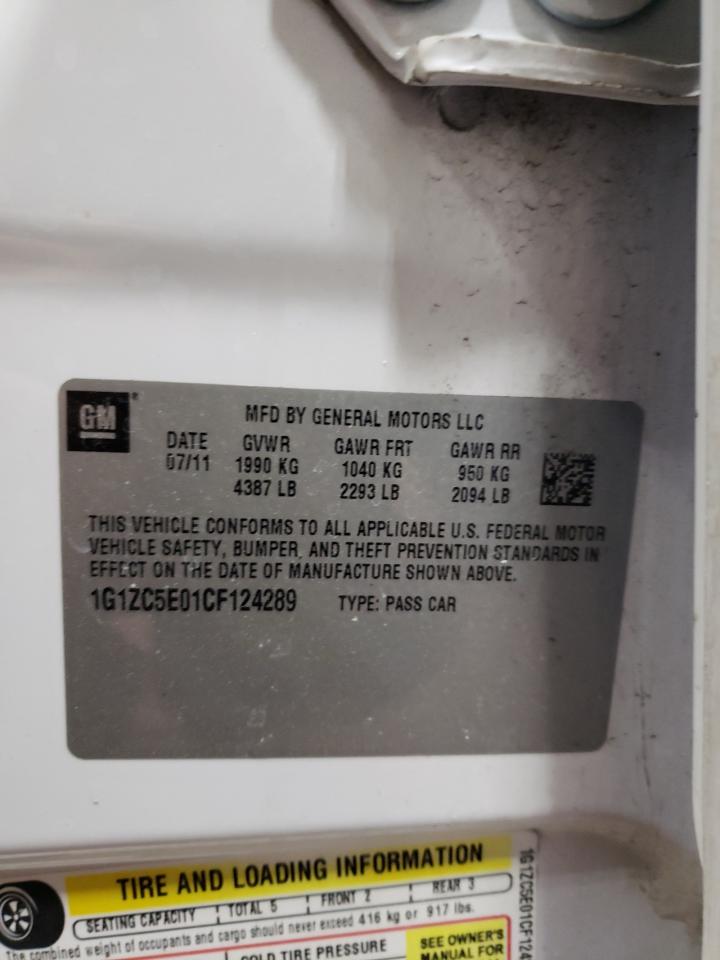 GM
MFD BY GENERAL MOTORS LLC
DATE GVWR GAWR FRT GAWR RR
07/11 1990 KG 1040 KG 950 KG
4387 LB 2293 LB 2094 LB
THIS VEHICLE CONFORMS TO ALL APPLICABLE U.S. FEDERAL MOTOR
VEHICLE SAFETY, BUMPER, AND THEFT PREVENTION STANDARDS IN
EFFECT ON THE DATE OF MANUFACTURE SHOWN ABOVE.
1G1ZC5E01CF124289 TYPE: PASS CAR
TIRE AND LOADING INFORMATION
SEATING CAPACITY TOTAL 5 FRONT 2 REAR 3
The combined weight of occupants and cargo should never exceed 416 kg or 917 lbs.
COLD TIRE PRESSURE
SEE OWNER'S
MANUAL FOR
1G1ZC5E01CF124